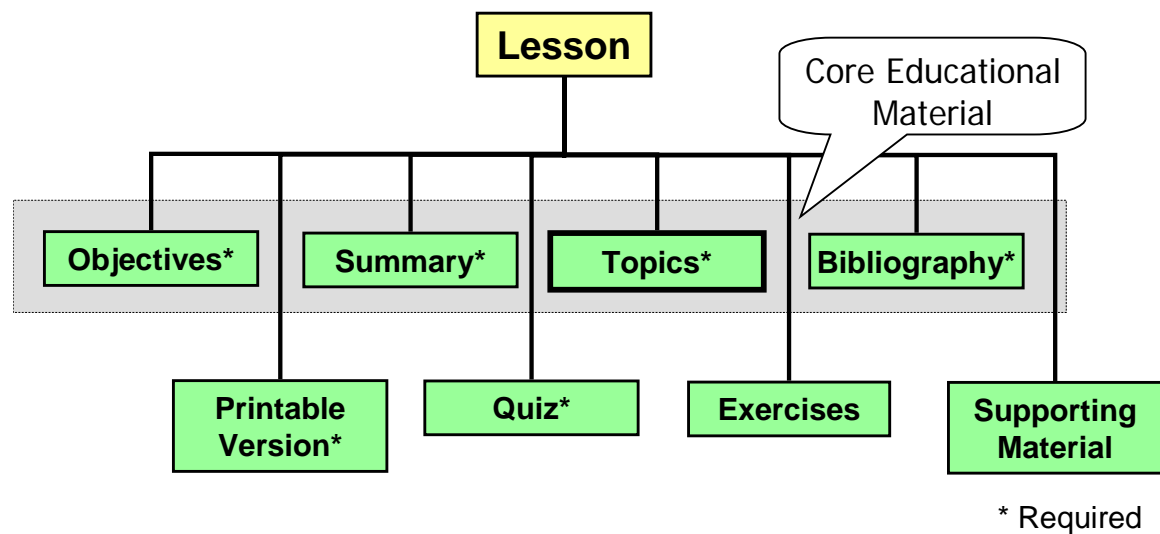 Lesson
Core Educational
Material
Objectives*
Summary*
Topics*
Bibliography*
Printable
Version*
Quiz*
Exercises
Supporting
Material
* Required